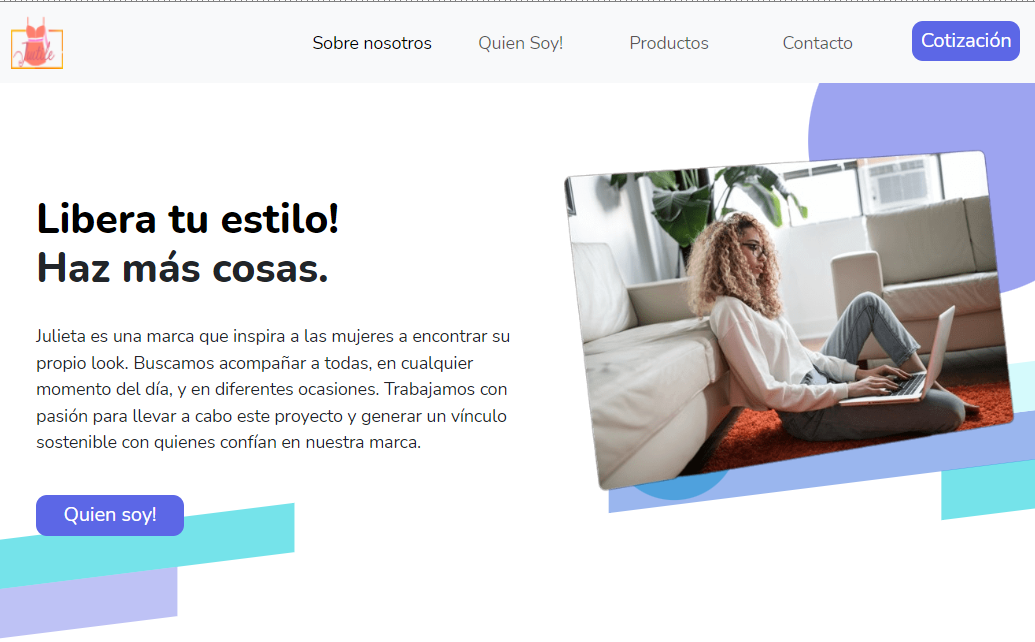 Sobre nosotros Quien Soy! Productos Contacto Cotización
Libera tu estilo!
Haz más cosas.
Julieta es una marca que inspira a las mujeres a encontrar su
propio look. Buscamos acompañar a todas, en cualquier
momento del día, y en diferentes ocasiones. Trabajamos con
pasión para llevar a cabo este proyecto y generar un vínculo
sostenible con quienes confían en nuestra marca.
Quien soy!